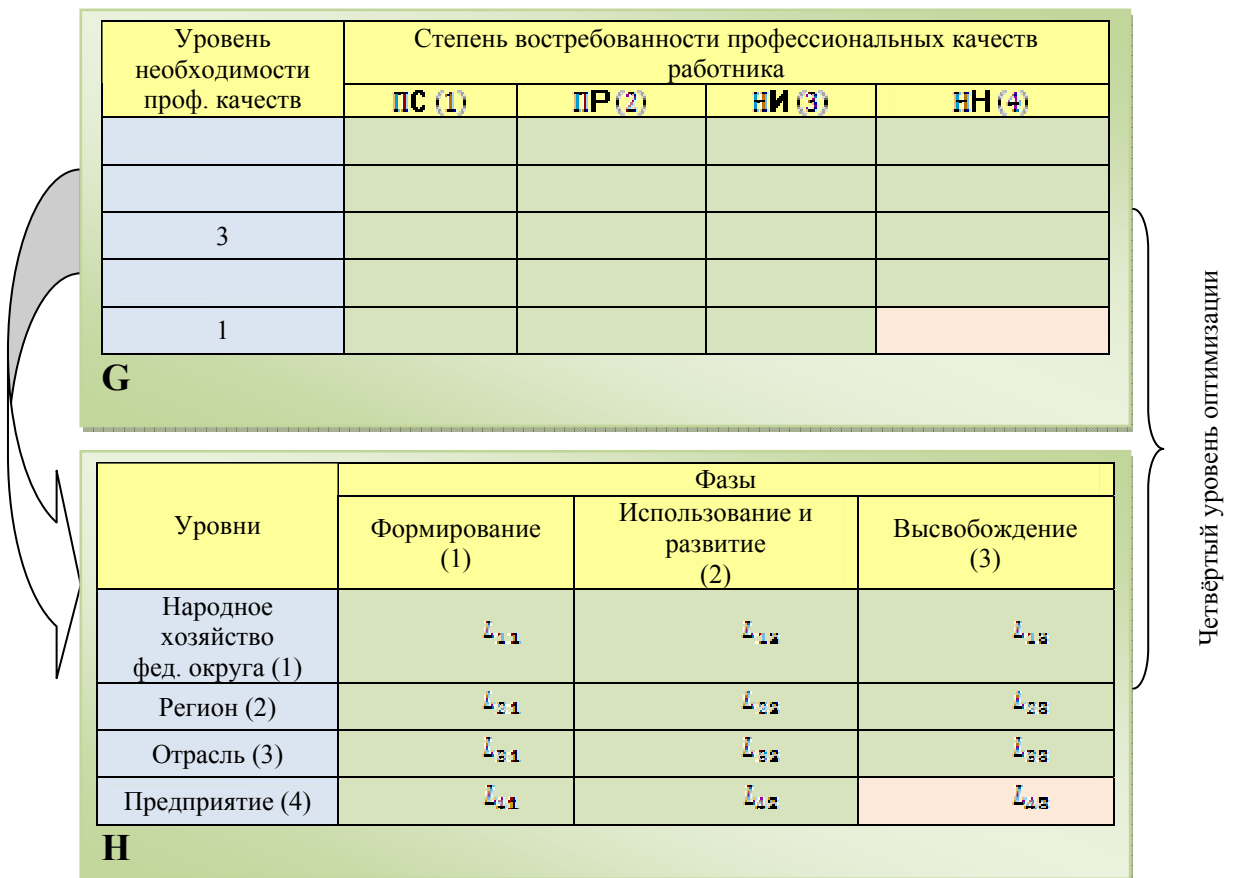 Уровень
необходимости
проф. качеств
Степень востребованности профессиональных качеств
работника
ПС (1) ПР (2) НИ (3) НН (4)
3
1
G
Уровни
Фазы
Формирование
(1)
Использование и
развитие
(2)
Высвобождение
(3)
Народное
хозяйство
фед. округа (1)
L₁₁ L₁₂ L₁₃
Регион (2) L₂₁ L₂₂ L₂₃
Отрасль (3) L₃₁ L₃₂ L₃₃
Предприятие (4) L₄₁ L₄₂ L₄₃
H
Четвёртый уровень оптимизации